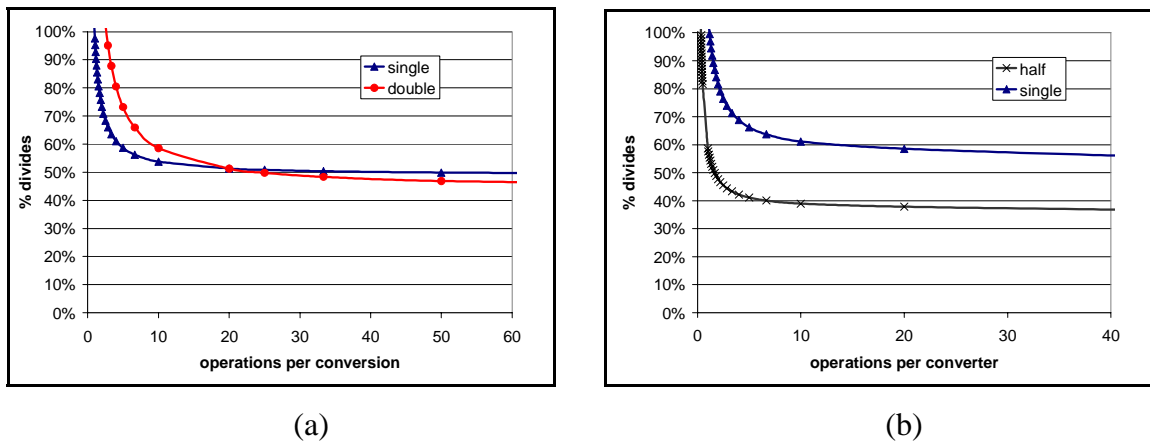 100%
90%
80%
70%
60%
50%
40%
30%
20%
10%
0%
% divides
single
double
0 10 20 30 40 50 60
operations per conversion
(a)
100%
90%
80%
70%
60%
50%
40%
30%
20%
10%
0%
% divides
half
single
0 10 20 30 40
operations per converter
(b)